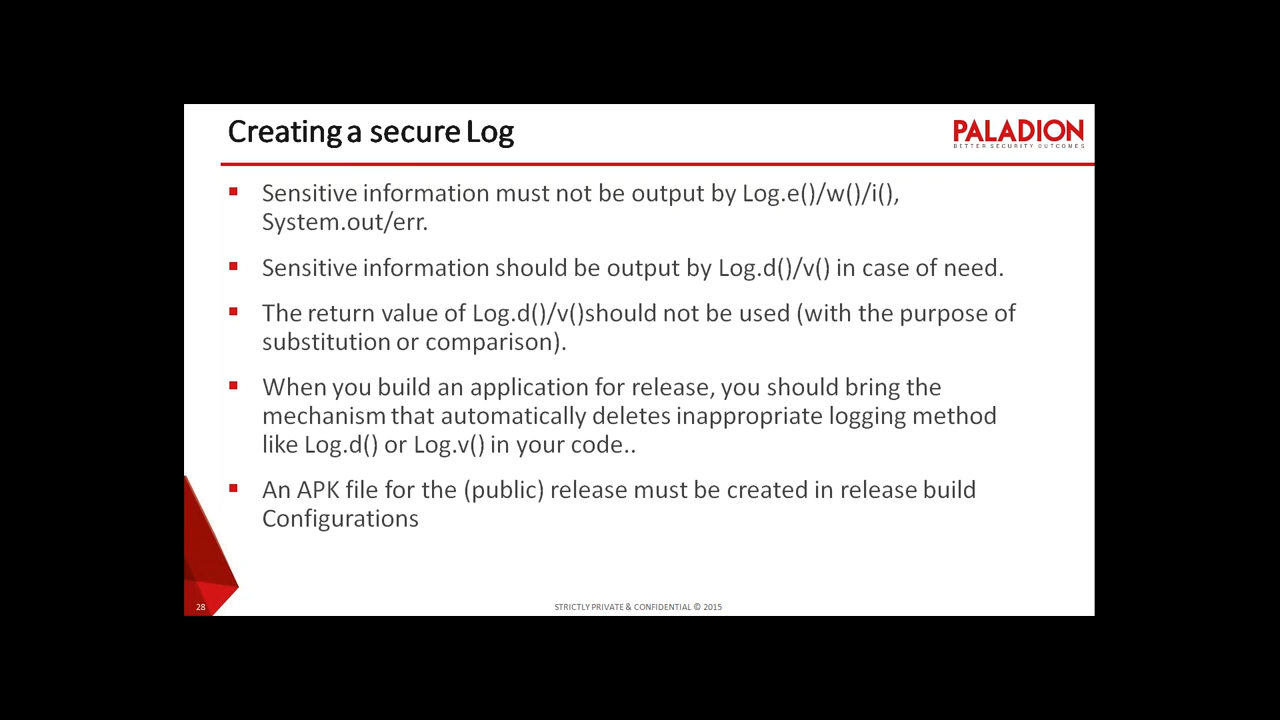 Creating a secure Log
PALADION
BETTER SECURITY OUTCOMES
Sensitive information must not be output by Log.e()/w()/i(),
System.out/err.
Sensitive information should be output by Log.d()/v() in case of need.
The return value of Log.d()/v()should not be used (with the purpose of
substitution or comparison).
When you build an application for release, you should bring the
mechanism that automatically deletes inappropriate logging method
like Log.d() or Log.v() in your code..
An APK file for the (public) release must be created in release build
Configurations
28
STRICTLY PRIVATE & CONFIDENTIAL © 2015